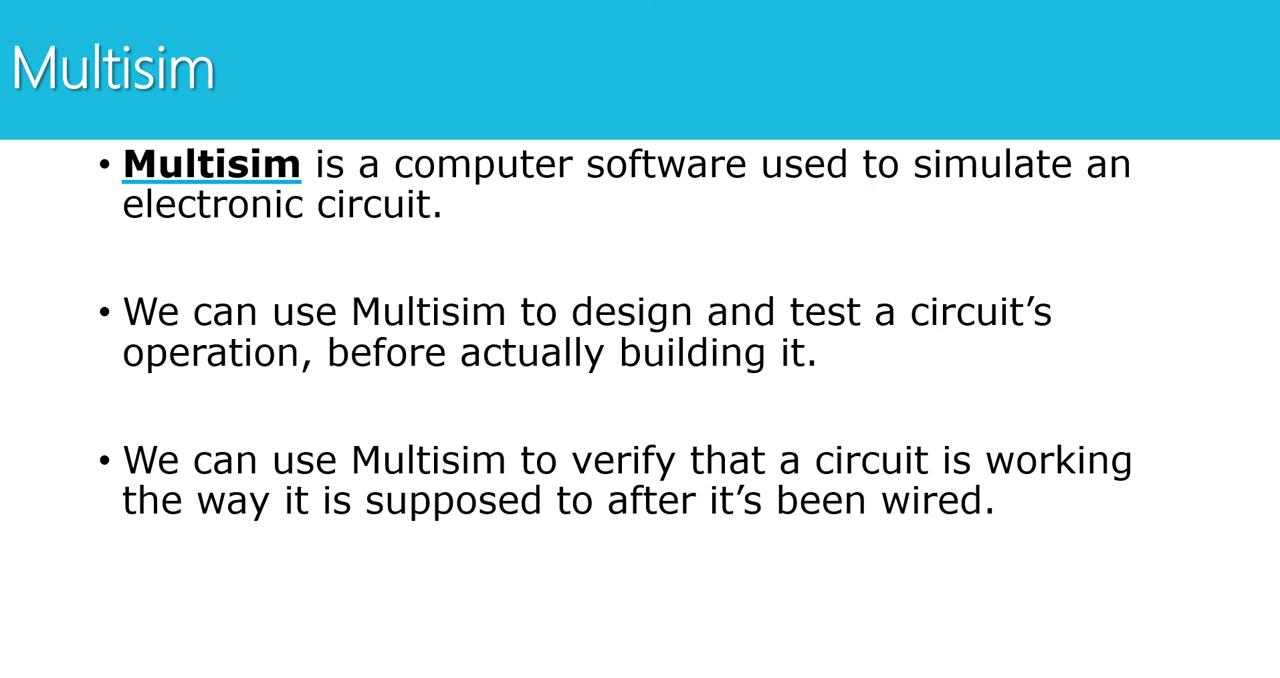 Multisim
• Multisim is a computer software used to simulate an
electronic circuit.
• We can use Multisim to design and test a circuit’s
operation, before actually building it.
• We can use Multisim to verify that a circuit is working
the way it is supposed to after it’s been wired.